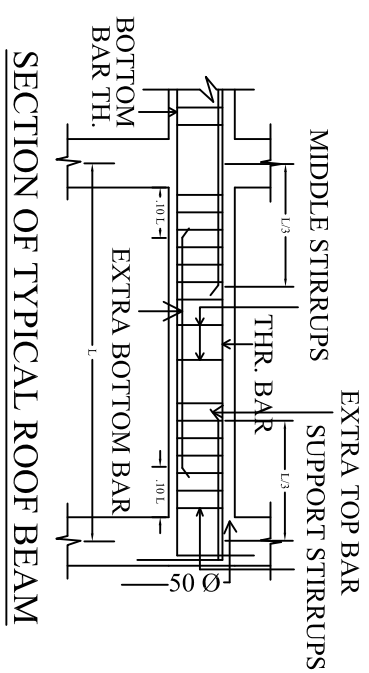 MIDDLE STIRRUPS
EXTRA TOP BAR
SUPPORT STIRRUPS
L/3
L/3
THR. BAR
BOTTOM
BAR TH.
.10 L
.10 L
50 Ø
EXTRA BOTTOM BAR
L
SECTION OF TYPICAL ROOF BEAM